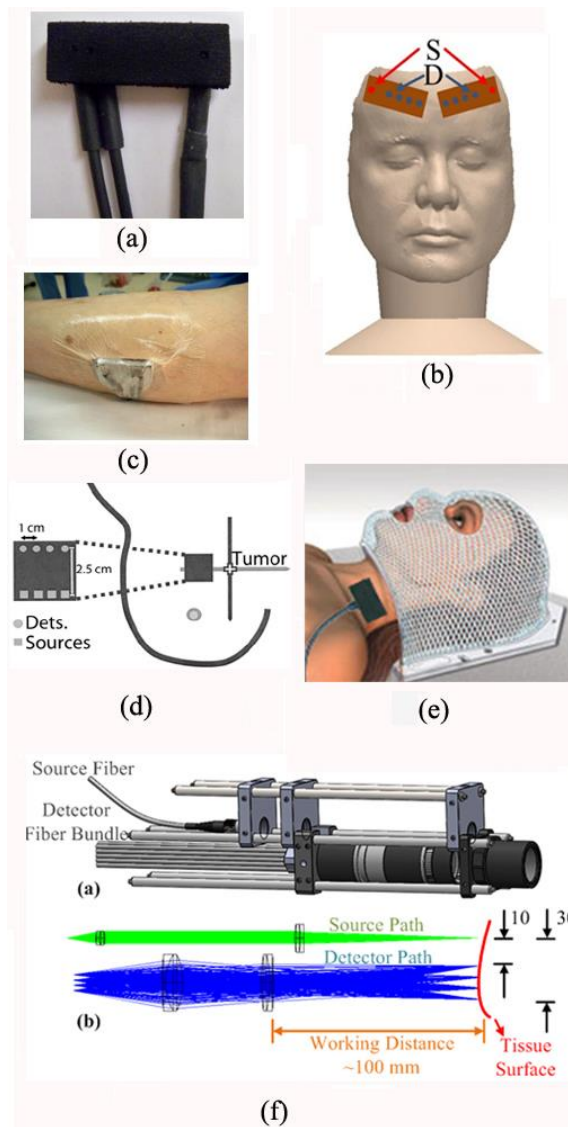 S
D
(a)
(b)
(c)
1 cm
2.5 cm
Tumor
Dets.
Sources
(d)
(e)
Source Fiber
Detector
Fiber Bundle
(a)
Source Path
10
30
Detector Path
(b)
Working Distance
~100 mm
Tissue
Surface
(f)